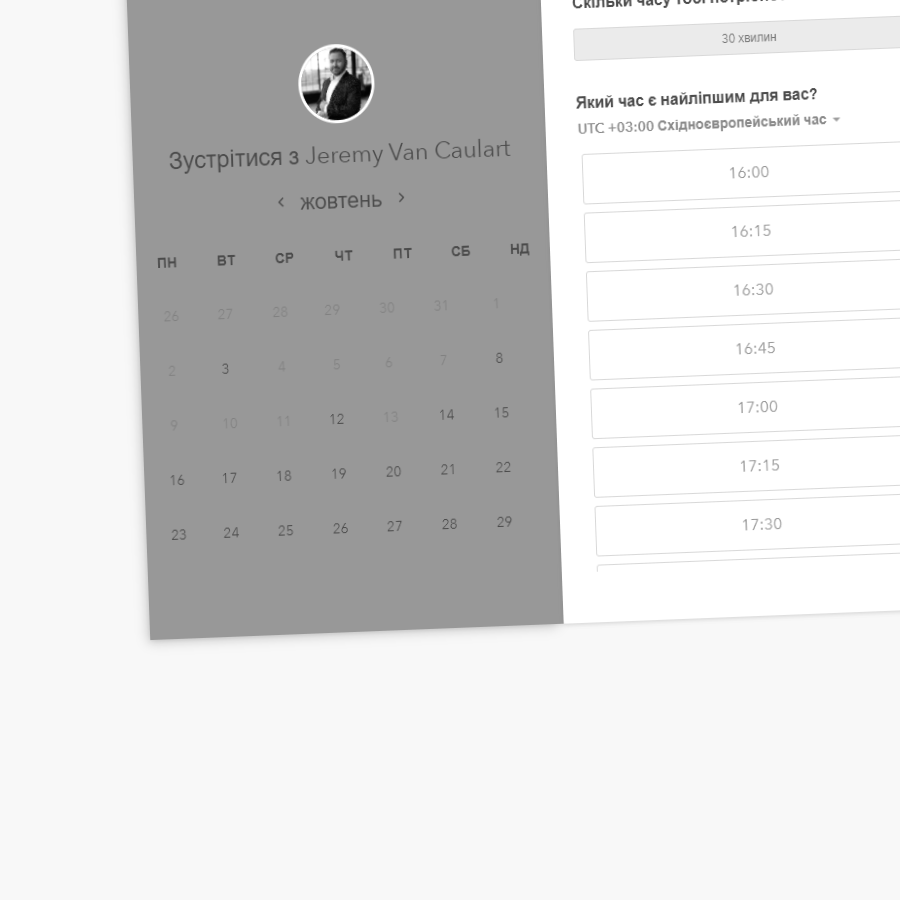 Зустрітися з Jeremy Van Caulart
жовтень
ПН ВТ СР ЧТ ПТ СБ НД
26 27 28 29 30 31 1
2 3 4 5 6 7 8
9 10 11 12 13 14 15
16 17 18 19 20 21 22
23 24 25 26 27 28 29
Скільки часу тобі
30 хвилин
Який час є найліпшим для вас?
UTC +03:00 Східноєвропейський час
16:00
16:15
16:30
16:45
17:00
17:15
17:30